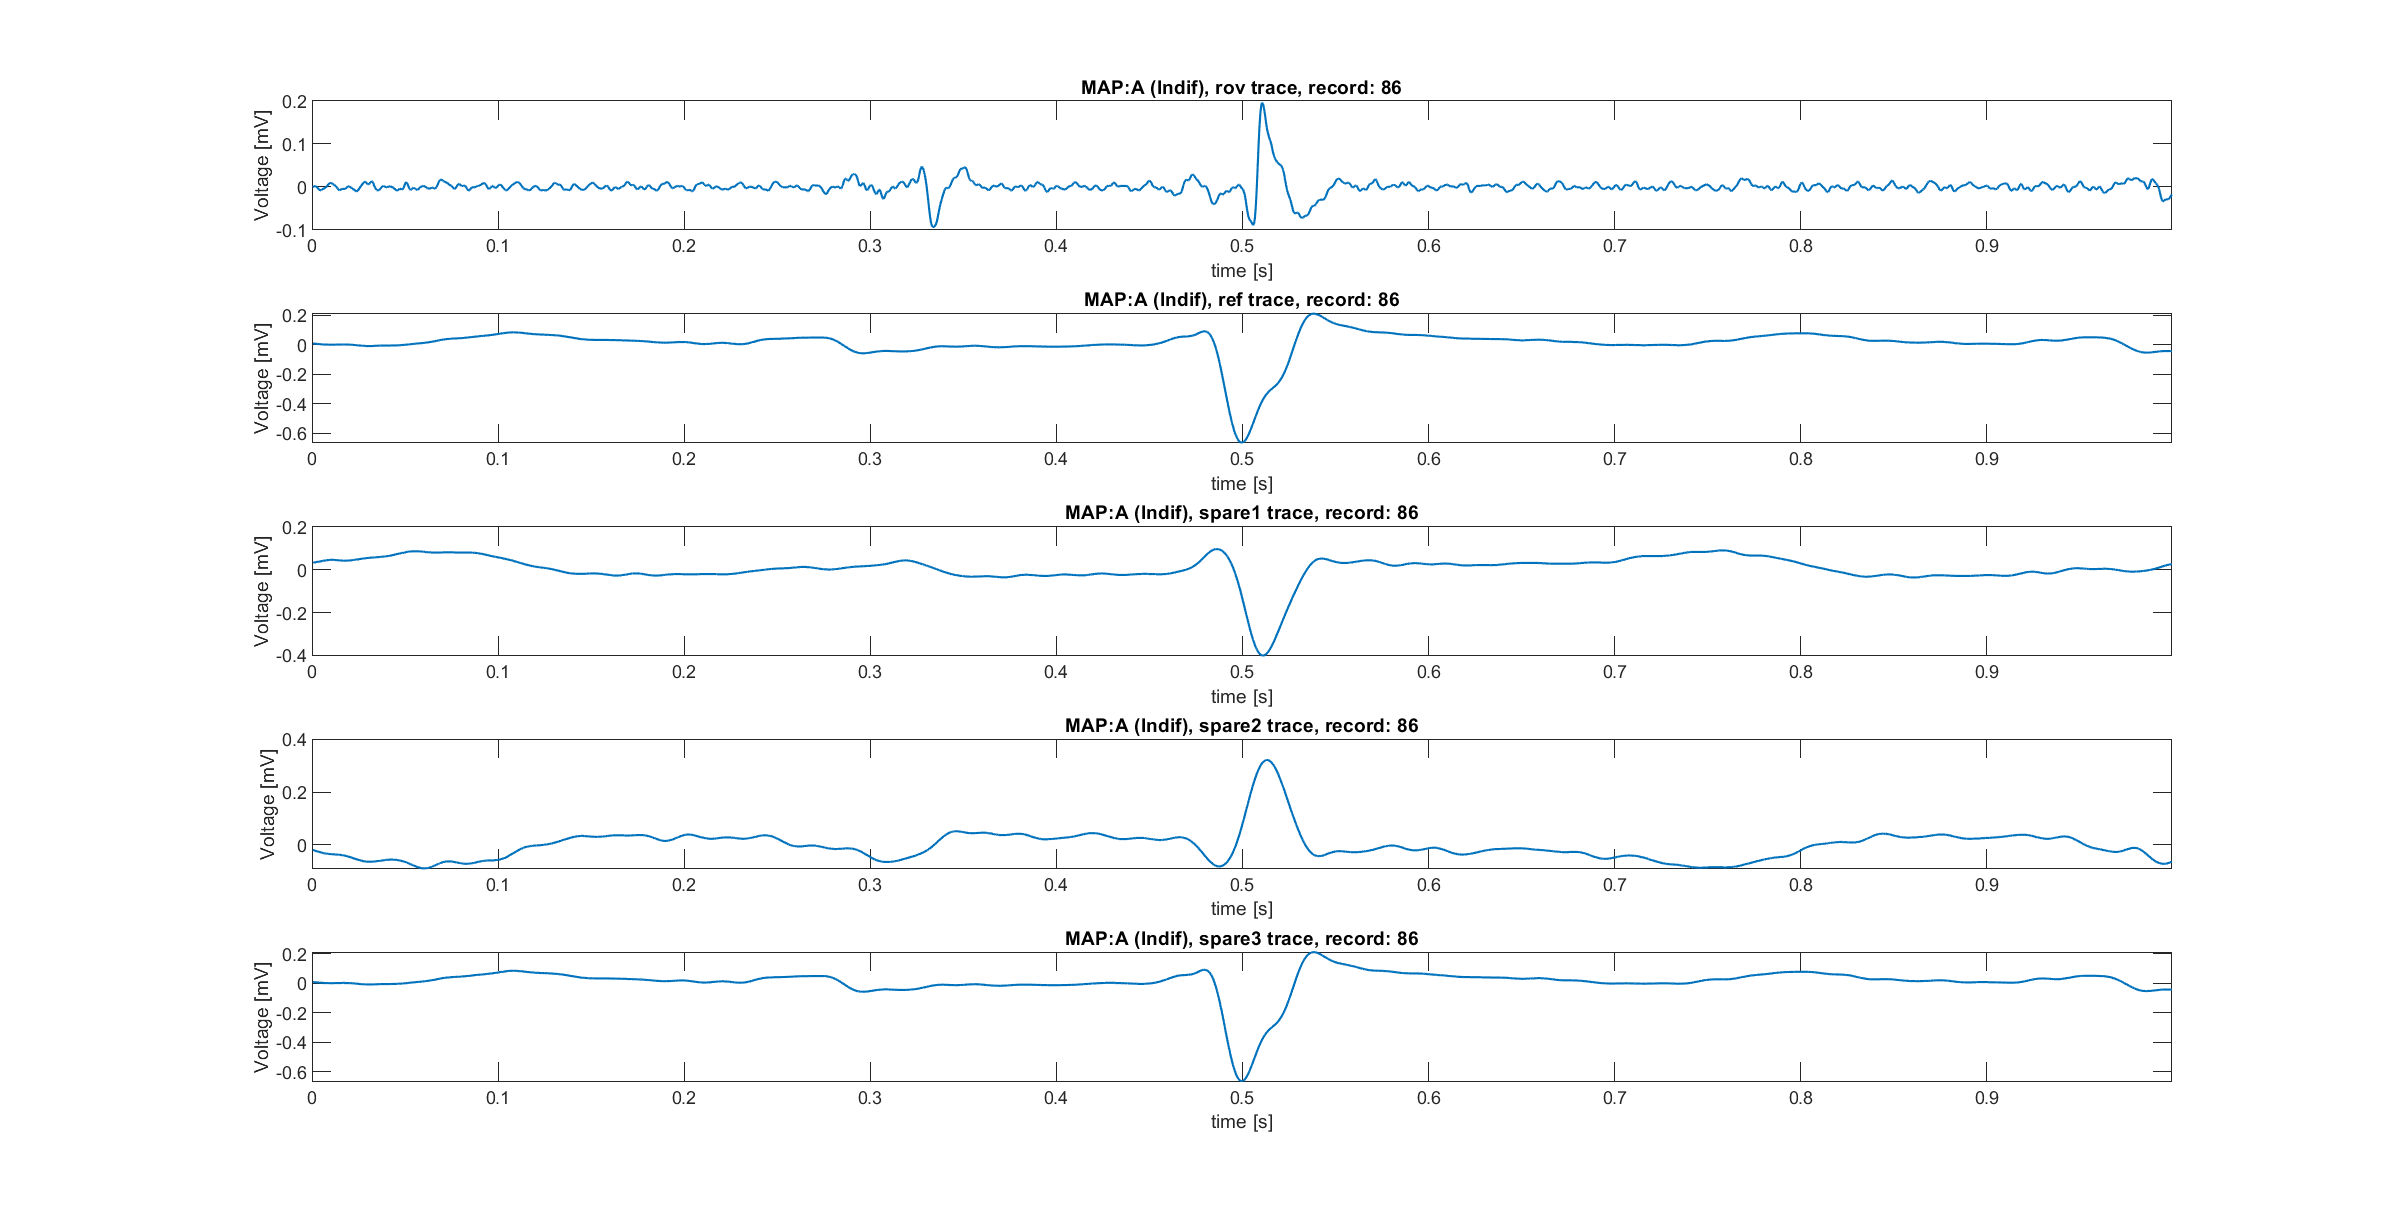 MAP:A (Indif), rov trace, record: 86
Voltage [mV]
0.2
0.1
0
-0.1
0 0.1 0.2 0.3 0.4 0.5 0.6 0.7 0.8 0.9
time [s]
MAP:A (Indif), ref trace, record: 86
Voltage [mV]
0.2
0
-0.2
-0.4
-0.6
0 0.1 0.2 0.3 0.4 0.5 0.6 0.7 0.8 0.9
time [s]
MAP:A (Indif), spare1 trace, record: 86
Voltage [mV]
0.2
0
-0.2
-0.4
0 0.1 0.2 0.3 0.4 0.5 0.6 0.7 0.8 0.9
time [s]
MAP:A (Indif), spare2 trace, record: 86
Voltage [mV]
0.4
0.2
0
0 0.1 0.2 0.3 0.4 0.5 0.6 0.7 0.8 0.9
time [s]
MAP:A (Indif), spare3 trace, record: 86
Voltage [mV]
0.2
0
-0.2
-0.4
-0.6
0 0.1 0.2 0.3 0.4 0.5 0.6 0.7 0.8 0.9
time [s]